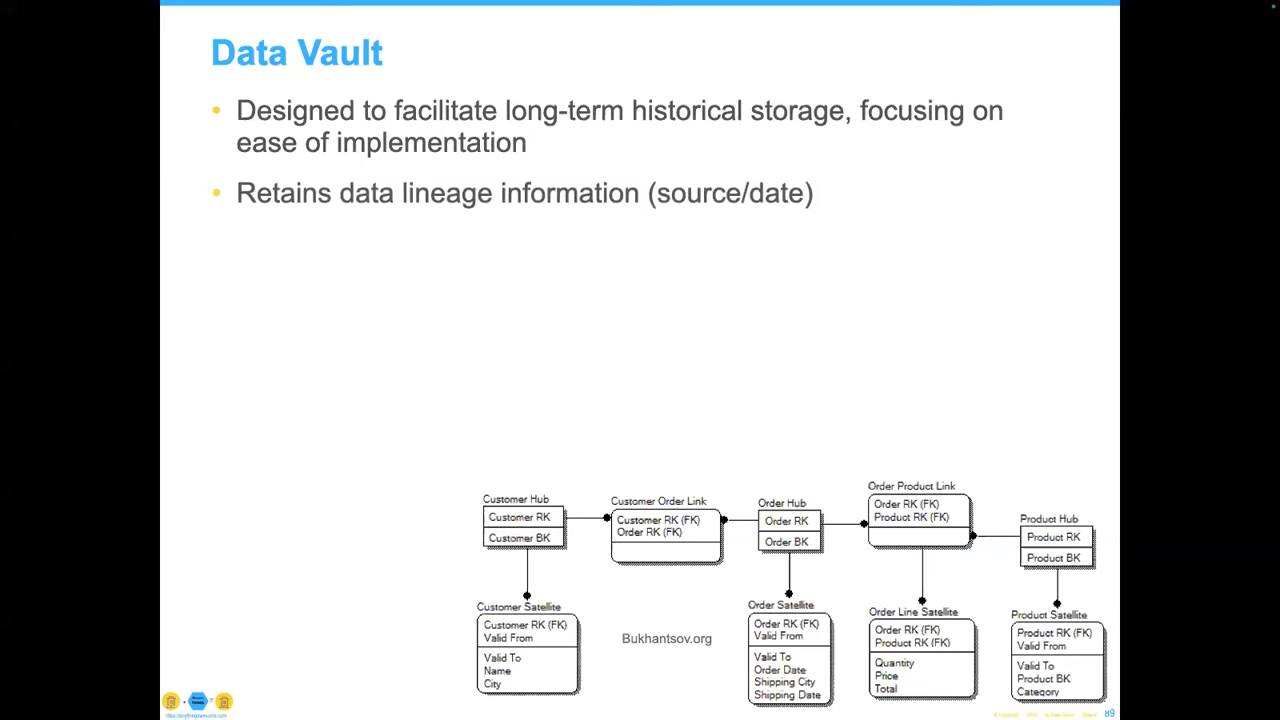 Data Vault
• Designed to facilitate long-term historical storage, focusing on
ease of implementation
• Retains data lineage information (source/date)
Customer Hub
Customer RK
Customer BK
Customer Order Link
Customer RK (FK)
Order RK (FK)
Order Hub
Order RK
Order BK
Order Product Link
Order RK (FK)
Product RK (FK)
Product Hub
Product RK
Product BK
Customer Satellite
Customer RK (FK)
Valid From
Valid To
Name
City
Bukhantsov.org
Order Satellite
Order RK (FK)
Valid From
Valid To
Order Date
Shipping City
Shipping Date
Order Line Satellite
Order RK (FK)
Product RK (FK)
Quantity
Price
Total
Product Satellite
Product RK (FK)
Valid From
Valid To
Product BK
Category
89